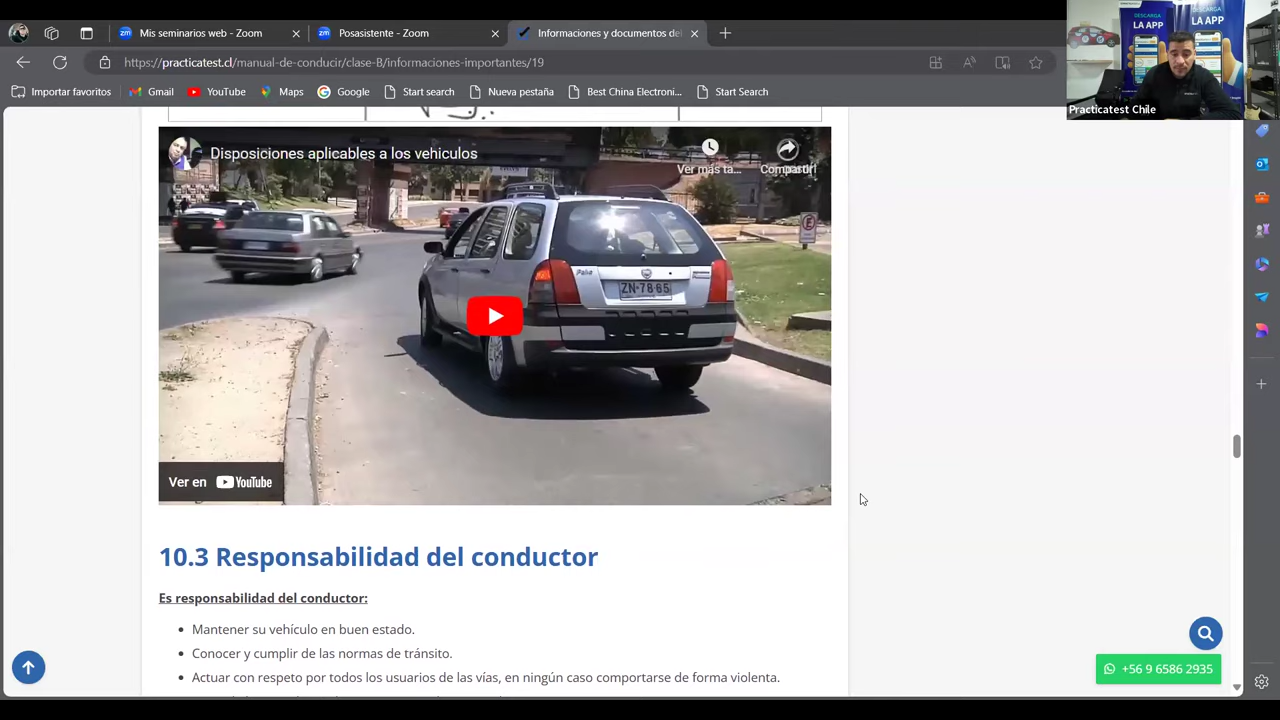 Mis seminarios web - Zoom
Posasistente - Zoom
Informaciones y documentos del
https://practicatest.cl/manual-de-conducir/clase-B/informaciones-importantes/19
Importar favoritos
Gmail
YouTube
Maps
Google
Start search
Nueva pestaña
Best China Electroni...
Start Search
DESCARGA
LA APP
DESCARGA
LA APP
Practicatest Chile
Disposiciones aplicables a los vehiculos
Ver más ta...
Compartir
Palio
ZN·78 65
Ver en YouTube
10.3 Responsabilidad del conductor
Es responsabilidad del conductor:
• Mantener su vehículo en buen estado.
• Conocer y cumplir de las normas de tránsito.
• Actuar con respeto por todos los usuarios de las vías, en ningún caso comportarse de forma violenta.
+56 9 6586 2935